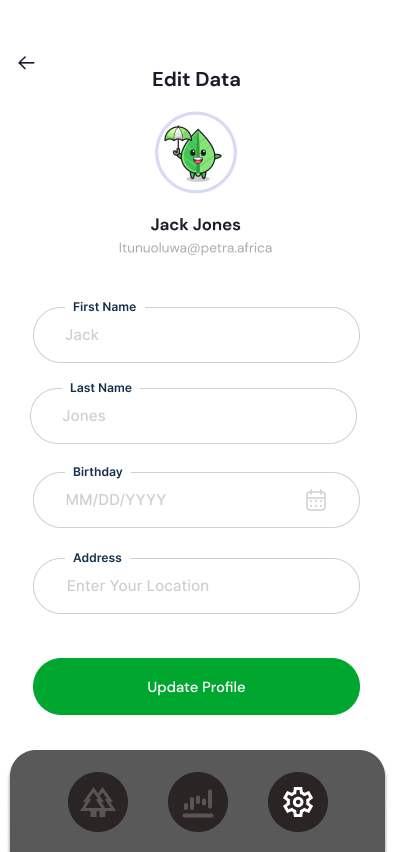 Edit Data
Jack Jones
Itunuoluwa@petra.africa
First Name
Jack
Last Name
Jones
Birthday
MM/DD/YYYY
Address
Enter Your Location
Update Profile